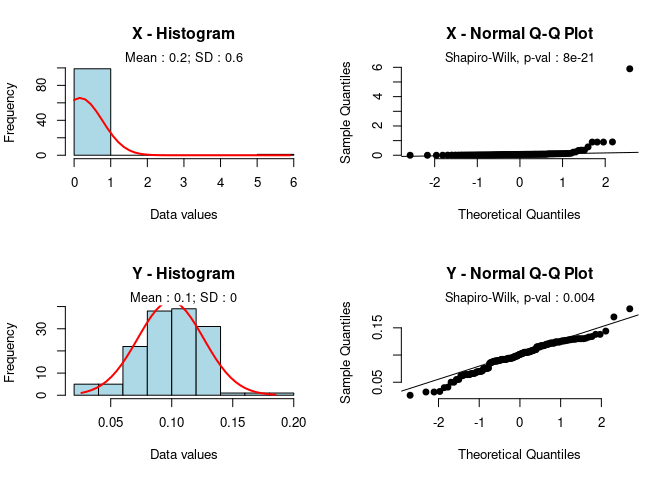 X - Histogram
Mean : 0.2; SD : 0.6
Frequency
0 40 80
0 1 2 3 4 5 6
Data values
X - Normal Q-Q Plot
Shapiro-Wilk, p-val : 8e-21
Sample Quantiles
0 2 4 6
-2 -1 0 1 2
Theoretical Quantiles
Y - Histogram
Mean : 0.1; SD : 0
Frequency
0 10 30
0.05 0.10 0.15 0.20
Data values
Y - Normal Q-Q Plot
Shapiro-Wilk, p-val : 0.004
Sample Quantiles
0.05 0.15
-2 -1 0 1 2
Theoretical Quantiles